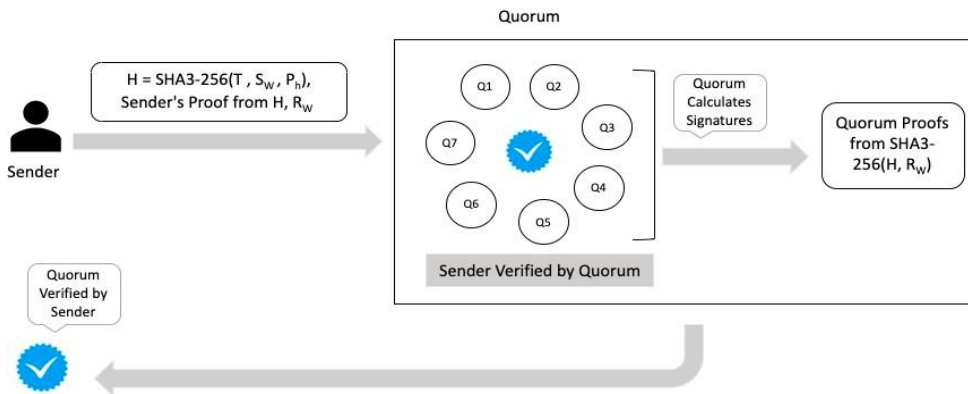 Quorum
H = SHA3-256(T , Sw, Ph),
Sender's Proof from H, Rw
Sender
Q1
Q2
Q3
Q4
Q5
Q6
Q7
Sender Verified by Quorum
Quorum
Calculates
Signatures
Quorum Proofs
from SHA3-
256(H, Rw)
Quorum
Verified by
Sender